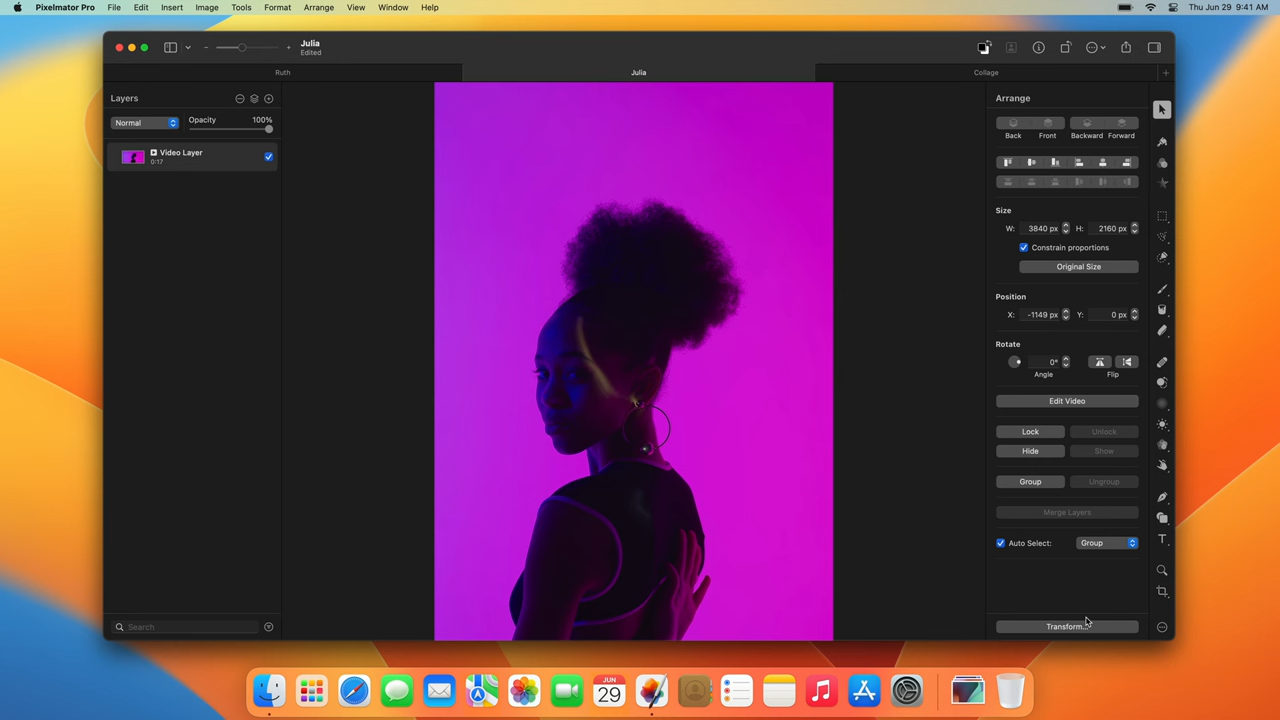 Pixelmator Pro File Edit Insert Image Tools Format Arrange View Window Help Thu Jun 29 9:41 AM
Julia
Edited
Ruth Julia Collage
Layers
Normal Opacity 100%
Video Layer
0:17
Search
Arrange
Back Front Backward Forward
Size
W: 3840 px H: 2160 px
Constrain proportions
Original Size
Position
X: -1149 px Y: 0 px
Rotate
0°
Angle Flip
Edit Video
Lock Unlock
Hide Show
Group Ungroup
Merge Layers
Auto Select: Group
Transform...
JUN
29